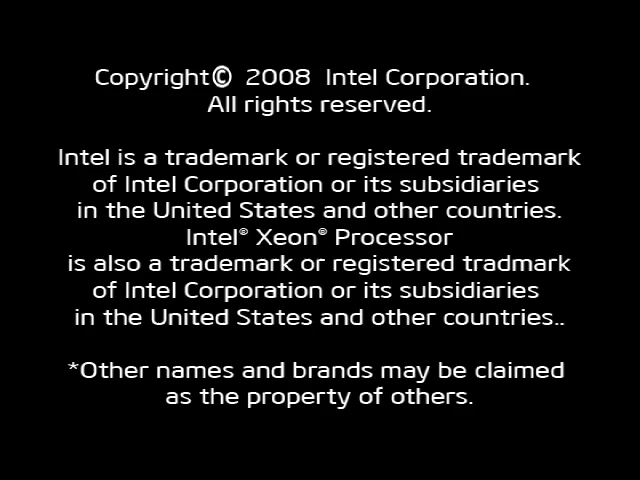 Copyright© 2008 Intel Corporation.
All rights reserved.
Intel is a trademark or registered trademark
of Intel Corporation or its subsidiaries
in the United States and other countries.
Intel® Xeon® Processor
is also a trademark or registered tradmark
of Intel Corporation or its subsidiaries
in the United States and other countries..
*Other names and brands may be claimed
as the property of others.